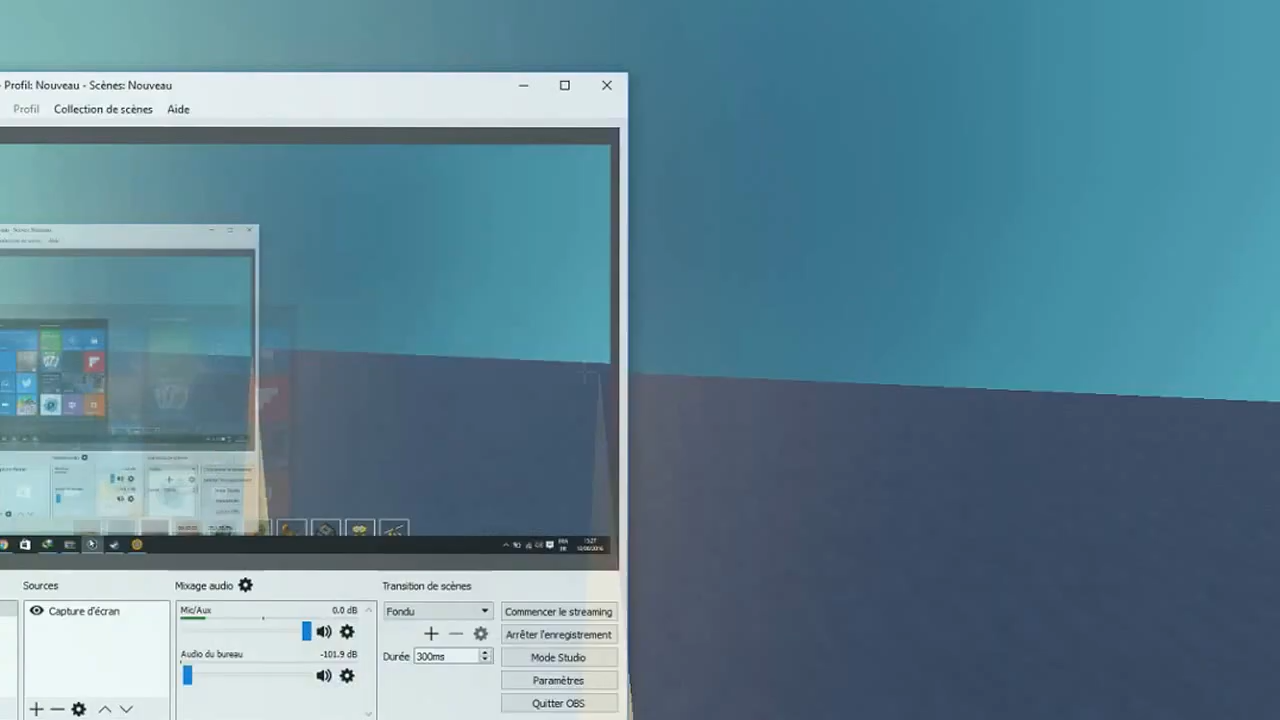 - Profil: Nouveau - Scènes: Nouveau
Profil Collection de scènes Aide
Sources
Mixage audio
Transition de scènes
Capture d'écran
Mic/Aux 0.0 dB
Audio du bureau -101.9 dB
Fondu
Durée 300ms
Commencer le streaming
Arrêter l'enregistrement
Mode Studio
Paramètres
Quitter OBS
15:27